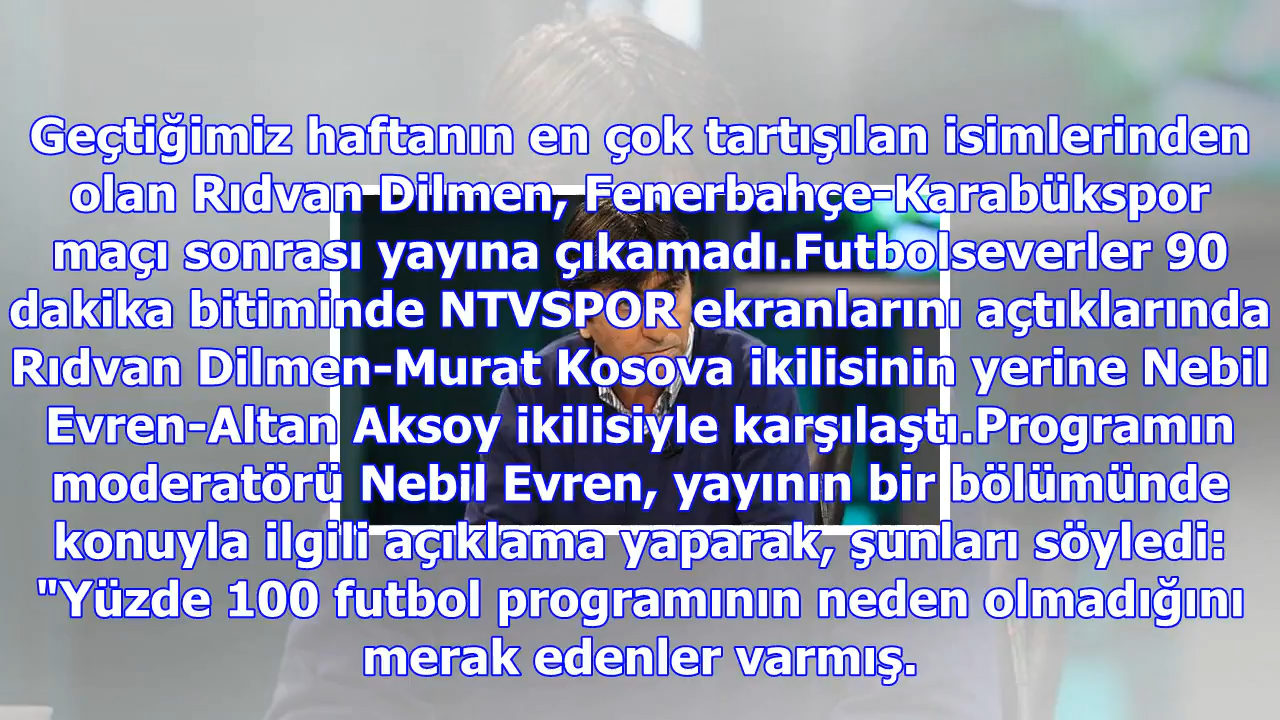 Geçtiğimiz haftanın en çok tartışılan isimlerinden
olan Rıdvan Dilmen, Fenerbahçe-Karabükspor
maçı sonrası yayına çıkamadı.Futbolseverler 90
dakika bitiminde NTVSPOR ekranlarını açtıklarında
Rıdvan Dilmen-Murat Kosova ikilisinin yerine Nebil
Evren-Altan Aksoy ikilisiyle karşılaştı.Programın
moderatörü Nebil Evren, yayının bir bölümünde
konuyla ilgili açıklama yaparak, şunları söyledi:
"Yüzde 100 futbol programının neden olmadığını
merak edenler varmış.